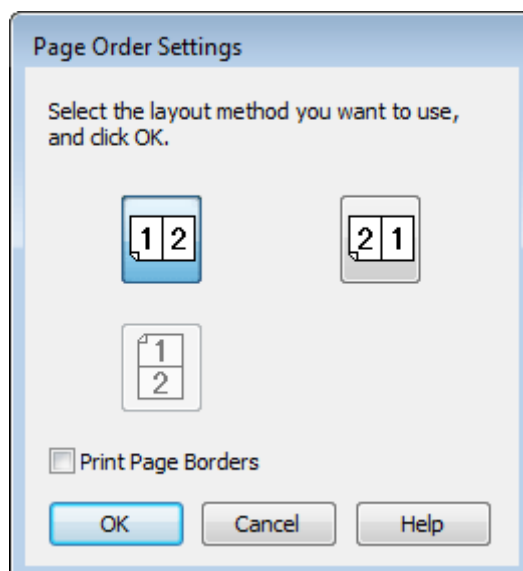 Page Order Settings
Select the layout method you want to use,
and click OK.
1 2
2 1
1
2
Print Page Borders
OK Cancel Help